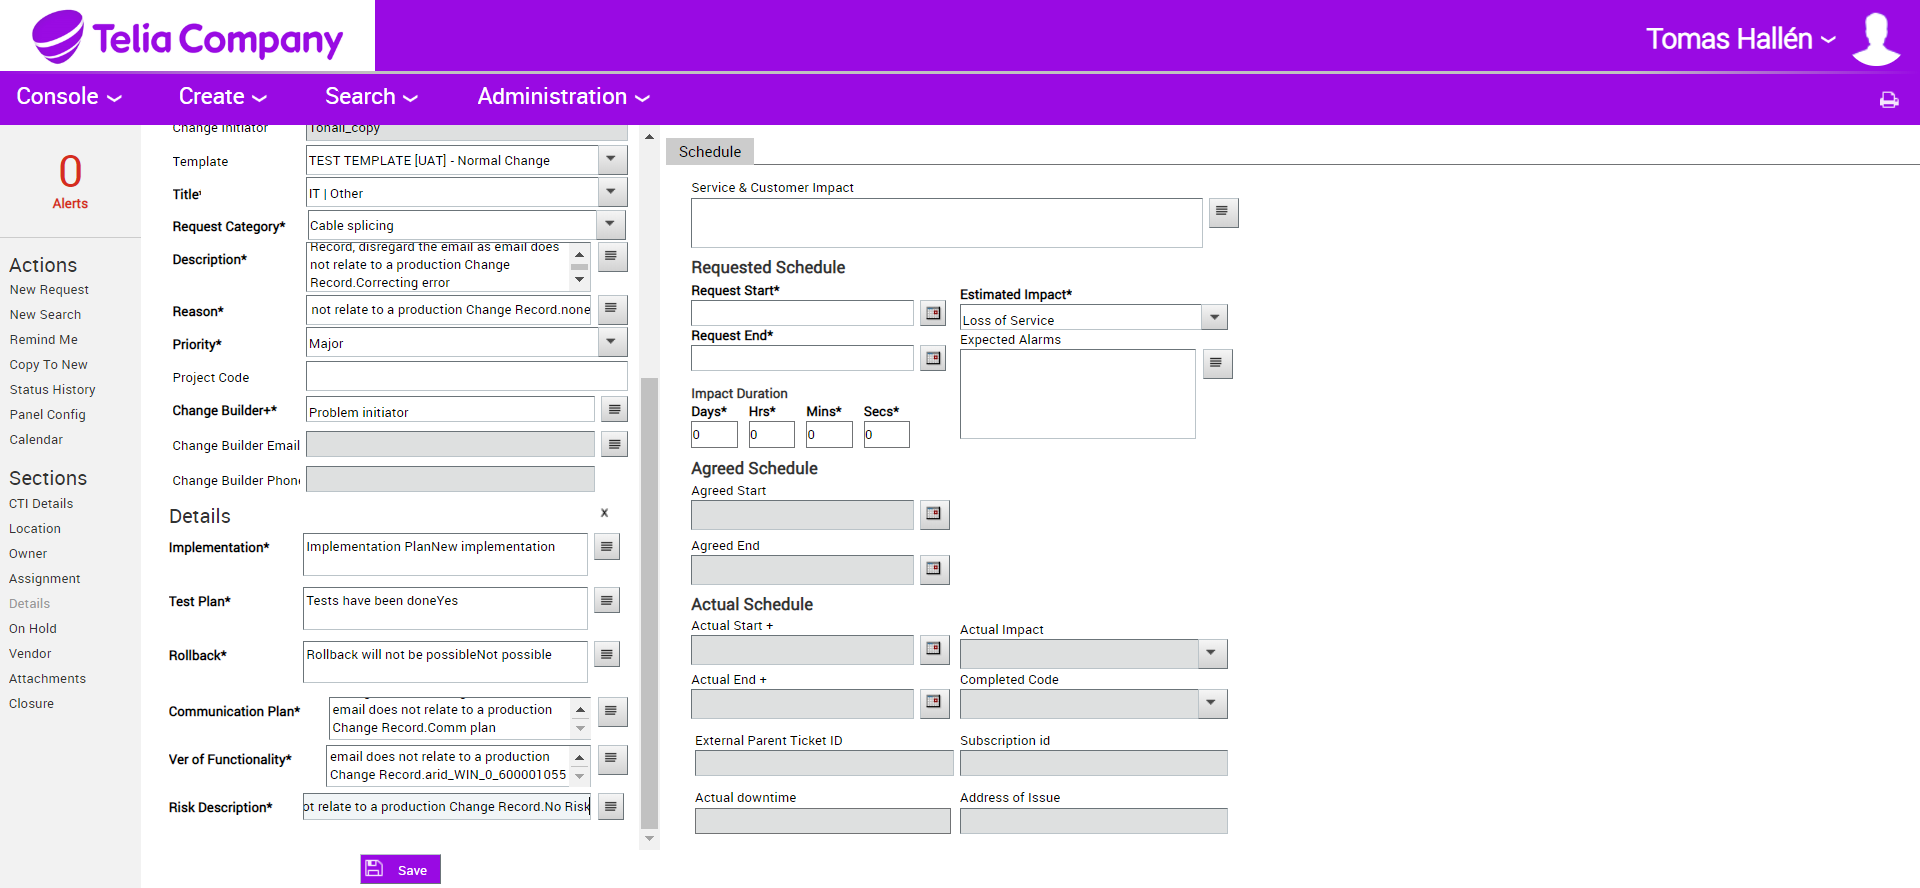 Telia Company
Tomas Hallén
Console
Create
Search
Administration
0
Alerts
Actions
New Request
New Search
Remind Me
Copy To New
Status History
Panel Config
Calendar
Sections
CTI Details
Location
Owner
Assignment
Details
On Hold
Vendor
Attachments
Closure
Change Initiator
Tohall_copy
Template
TEST TEMPLATE [UAT] - Normal Change
Title
IT | Other
Request Category*
Cable splicing
Description*
Record, disregard the email as email does
not relate to a production Change
Record.Correcting error
Reason*
not relate to a production Change Record.none
Priority*
Major
Project Code
Change Builder+*
Problem initiator
Change Builder Email
Change Builder Phone
Details
x
Implementation*
Implementation PlanNew implementation
Test Plan*
Tests have been doneYes
Rollback*
Rollback will not be possibleNot possible
Communication Plan*
email does not relate to a production
Change Record.Comm plan
Ver of Functionality*
email does not relate to a production
Change Record.arid_WIN_0_600001055
Risk Description*
ot relate to a production Change Record.No Risk
Save
Schedule
Service & Customer Impact
Requested Schedule
Request Start*
Estimated Impact*
Loss of Service
Request End*
Expected Alarms
Impact Duration
Days* Hrs* Mins* Secs*
0 0 0 0
Agreed Schedule
Agreed Start
Agreed End
Actual Schedule
Actual Start +
Actual Impact
Actual End +
Completed Code
External Parent Ticket ID
Subscription id
Actual downtime
Address of Issue